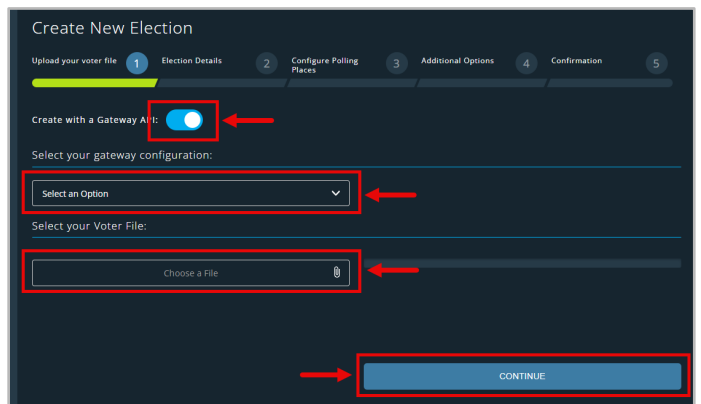 Create New Election
Upload your voter file 1 Election Details 2 Configure Polling Places 3 Additional Options 4 Confirmation 5
Create with a Gateway API:
Select your gateway configuration:
Select an Option
Select your Voter File:
Choose a File
CONTINUE